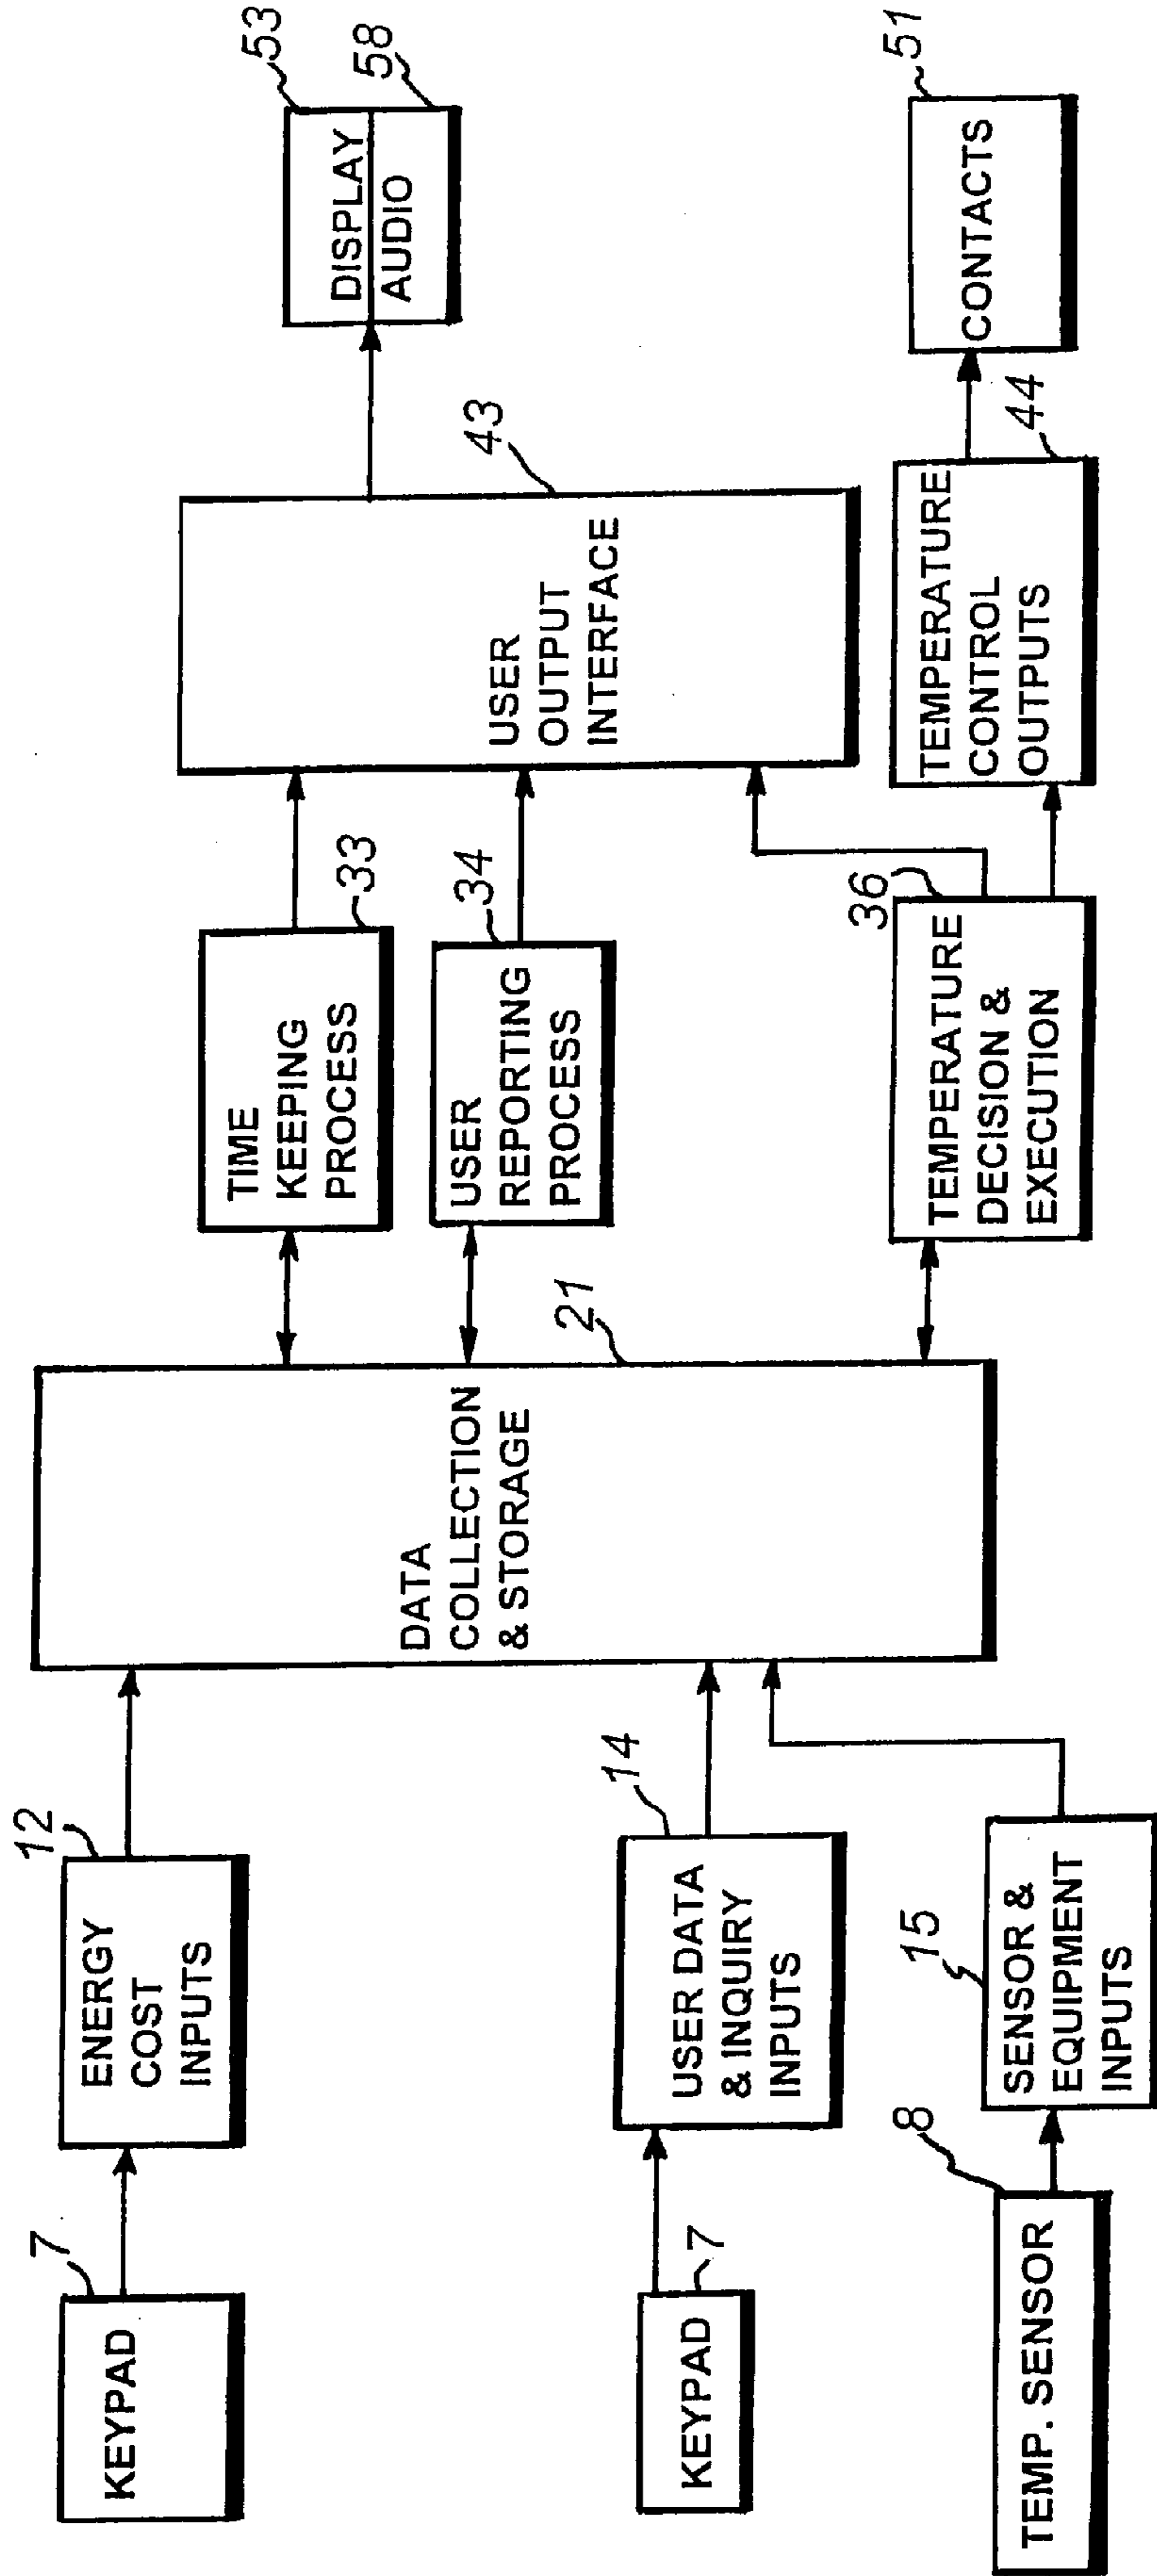 7
KEYPAD
12
ENERGY
COST
INPUTS
7
KEYPAD
14
USER DATA
& INQUIRY
INPUTS
8
TEMP. SENSOR
15
SENSOR &
EQUIPMENT
INPUTS
21
DATA
COLLECTION
& STORAGE
33
TIME
KEEPING
PROCESS
34
USER
REPORTING
PROCESS
36
TEMPERATURE
DECISION &
EXECUTION
43
USER
OUTPUT
INTERFACE
44
TEMPERATURE
CONTROL
OUTPUTS
53
DISPLAY
AUDIO
58
51
CONTACTS